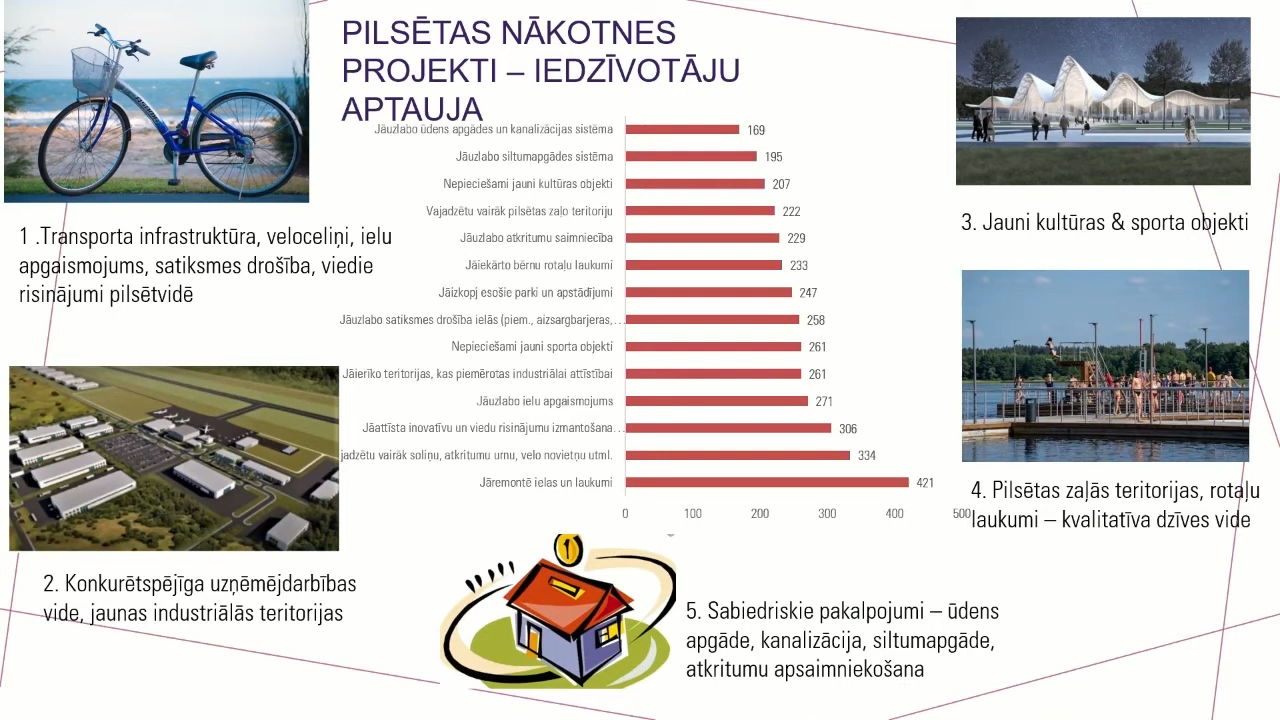 PILSĒTAS NĀKOTNES
PROJEKTI – IEDZĪVOTĀJU
APTAUJA
1 .Transporta infrastruktūra, veloceliņi, ielu
apgaismojums, satiksmes drošība, viedie
risinājumi pilsētvidē
2. Konkurētspējīga uzņēmējdarbības
vide, jaunas industriālās teritorijas
Jāuzlabo ūdens apgādes un kanalizācijas sistēma 169
Jāuzlabo siltumapgādes sistēma 195
Nepieciešami jauni kultūras objekti 207
Vajadzētu vairāk pilsētas zaļo teritoriju 222
Jāuzlabo atkritumu saimniecība 229
Jāiekārto bērnu rotaļu laukumi 233
Jāizkopj esošie parki un apstādījumi 247
Jāuzlabo satiksmes drošība ielās (piem., aizsargbarjeras,… 258
Nepieciešami jauni sporta objekti 261
Jāierīko teritorijas, kas piemērotas industriālai attīstībai 261
Jāuzlabo ielu apgaismojums 271
Jāattīsta inovatīvu un viedu risinājumu izmantošana… 306
jadzētu vairāk soliņu, atkritumu urnu, velo novietņu utml. 334
Jāremontē ielas un laukumi 421
0 100 200 300 400 500
3. Jauni kultūras & sporta objekti
4. Pilsētas zaļās teritorijas, rotaļu
laukumi – kvalitatīva dzīves vide
1
5. Sabiedriskie pakalpojumi – ūdens
apgāde, kanalizācija, siltumapgāde,
atkritumu apsaimniekošana